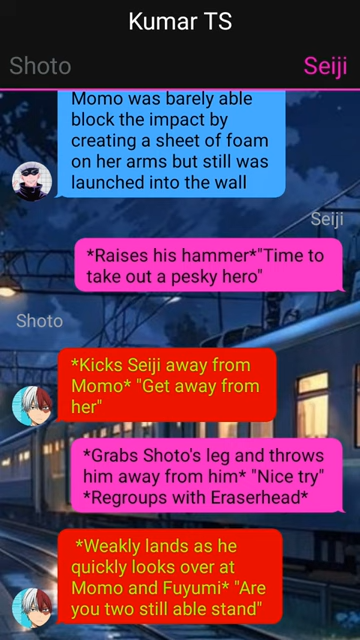 Kumar TS
Shoto
Seiji
Momo was barely able
block the impact by
creating a sheet of foam
on her arms but still was
launched into the wall
Seiji
*Raises his hammer*"Time to
take out a pesky hero"
Shoto
*Kicks Seiji away from
Momo* "Get away from
her"
*Grabs Shoto's leg and throws
him away from him* "Nice try"
*Regroups with Eraserhead*
*Weakly lands as he
quickly looks over at
Momo and Fuyumi* "Are
you two still able stand"